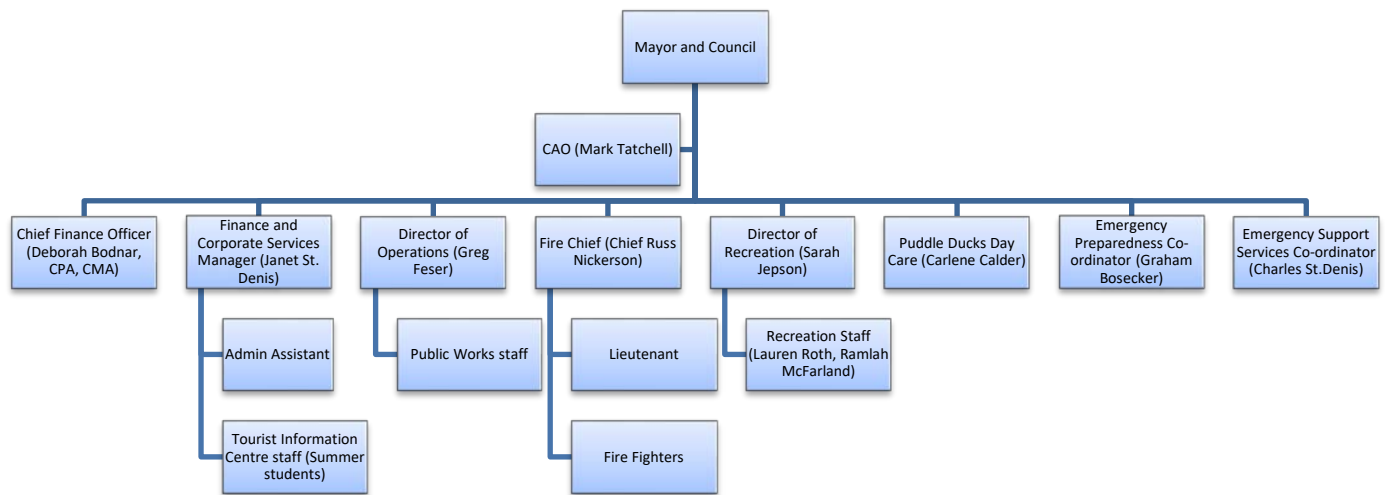 Mayor and Council
CAO (Mark Tatchell)
Chief Finance Officer
(Deborah Bodnar,
CPA, CMA)
Finance and
Corporate Services
Manager (Janet St.
Denis)
Director of
Operations (Greg
Feser)
Fire Chief (Chief Russ
Nickerson)
Director of
Recreation (Sarah
Jepson)
Puddle Ducks Day
Care (Carlene Calder)
Emergency
Preparedness Co-
ordinator (Graham
Bosecker)
Emergency Support
Services Co-ordinator
(Charles St.Denis)
Admin Assistant
Public Works staff
Lieutenant
Recreation Staff
(Lauren Roth, Ramlah
McFarland)
Tourist Information
Centre staff (Summer
students)
Fire Fighters